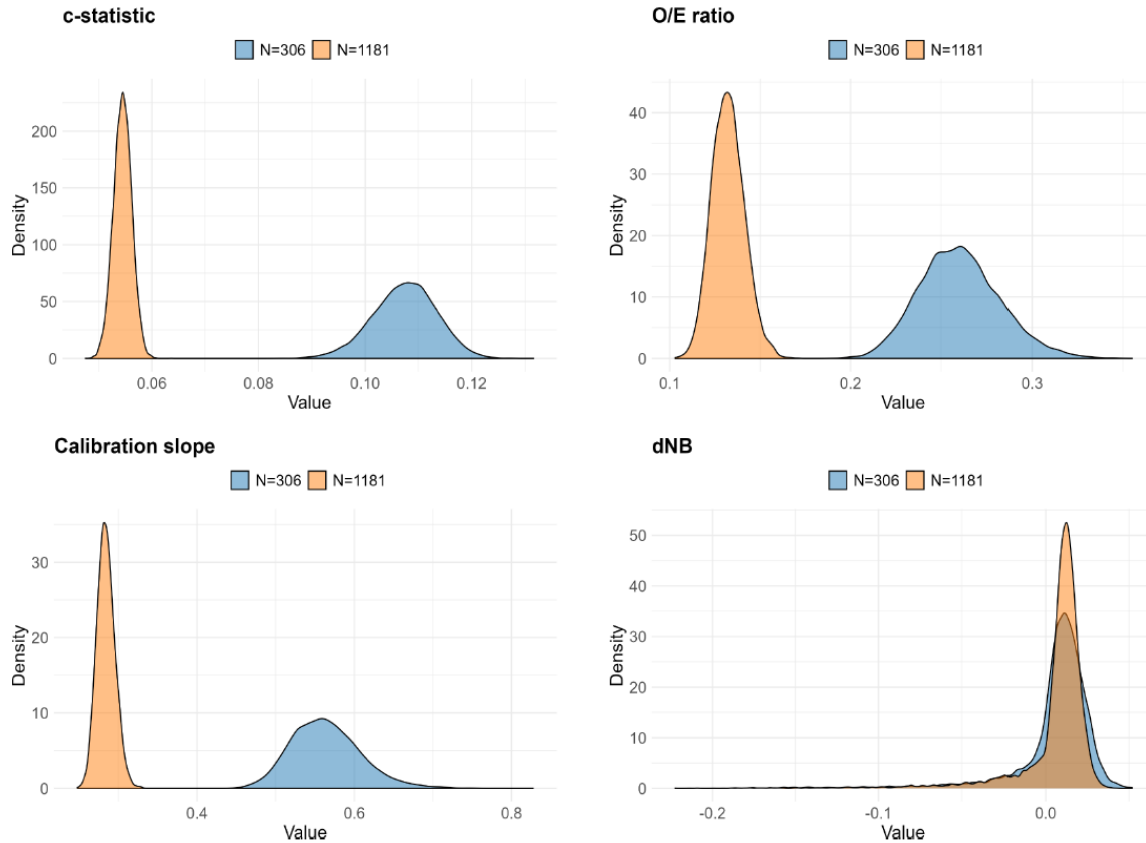 c-statistic
N=306 N=1181
200
150
100
50
0
Density
0.06 0.08 0.10 0.12
Value
O/E ratio
N=306 N=1181
40
30
20
10
0
Density
0.1 0.2 0.3
Value
Calibration slope
N=306 N=1181
30
20
10
0
Density
0.4 0.6 0.8
Value
dNB
N=306 N=1181
50
40
30
20
10
0
Density
-0.2 -0.1 0.0
Value